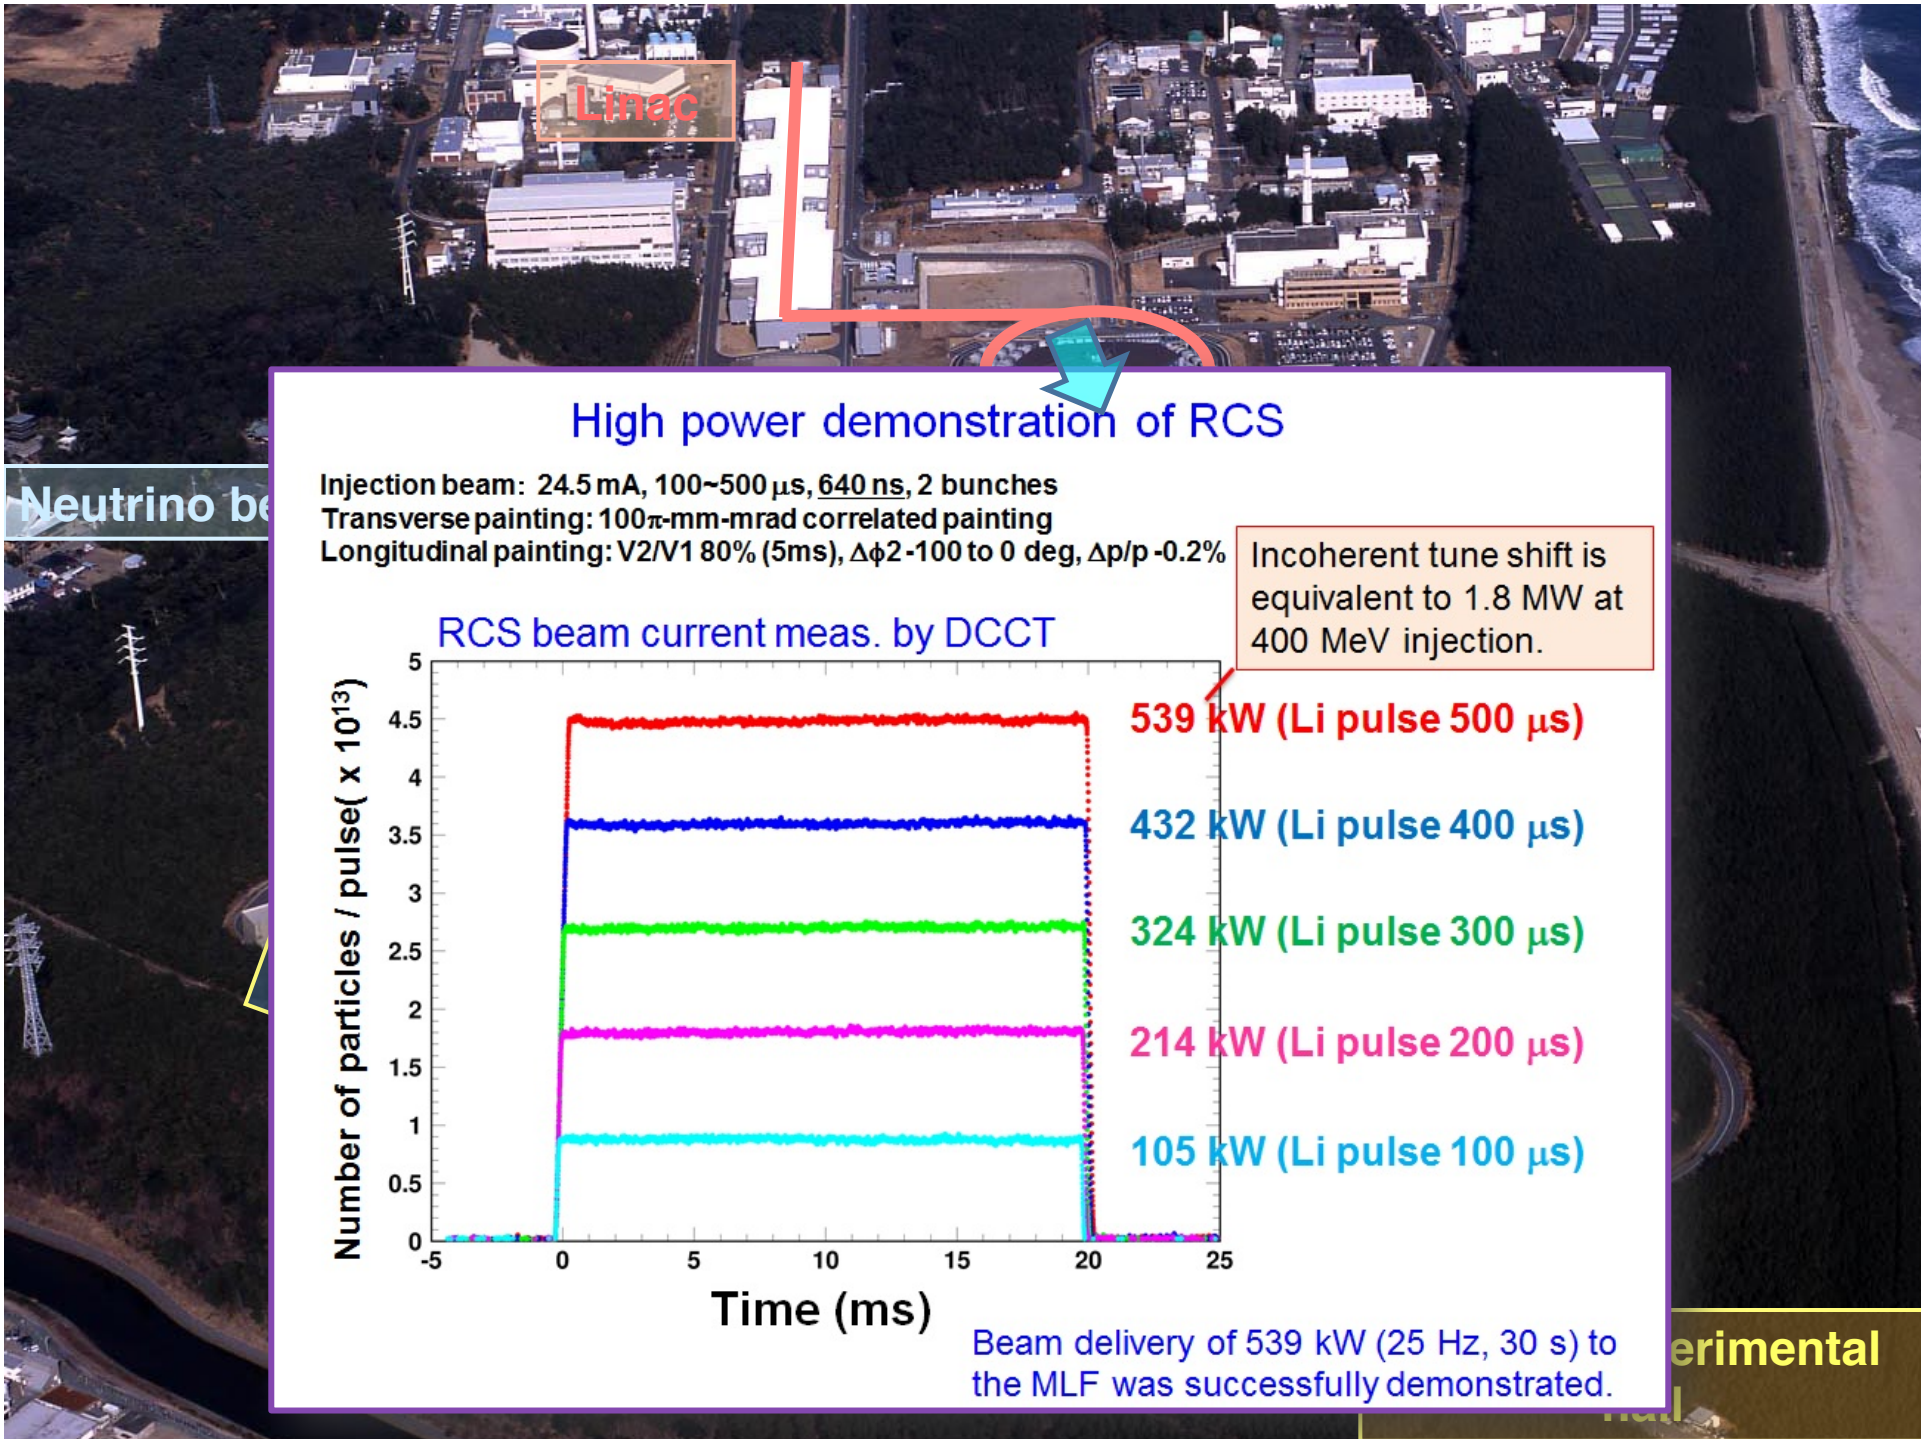 Linac
High power demonstration of RCS
Injection beam: 24.5 mA, 100~500 μs, 640 ns, 2 bunches
Neutrino be
Transverse painting: 100π-mm-mrad correlated painting
Longitudinal painting: V2/V1 80% (5ms), Δϕ2 -100 to 0 deg, Δp/p -0.2%
Incoherent tune shift is
equivalent to 1.8 MW at
400 MeV injection.
RCS beam current meas. by DCCT
Number of particles / pulse( x 10¹³)
5
4.5
4
3.5
3
2.5
2
1.5
1
0.5
0
539 kW (Li pulse 500 μs)
432 kW (Li pulse 400 μs)
324 kW (Li pulse 300 μs)
214 kW (Li pulse 200 μs)
105 kW (Li pulse 100 μs)
-5 0 5 10 15 20 25
Time (ms)
Beam delivery of 539 kW (25 Hz, 30 s) to
the MLF was successfully demonstrated.
erimental
hall